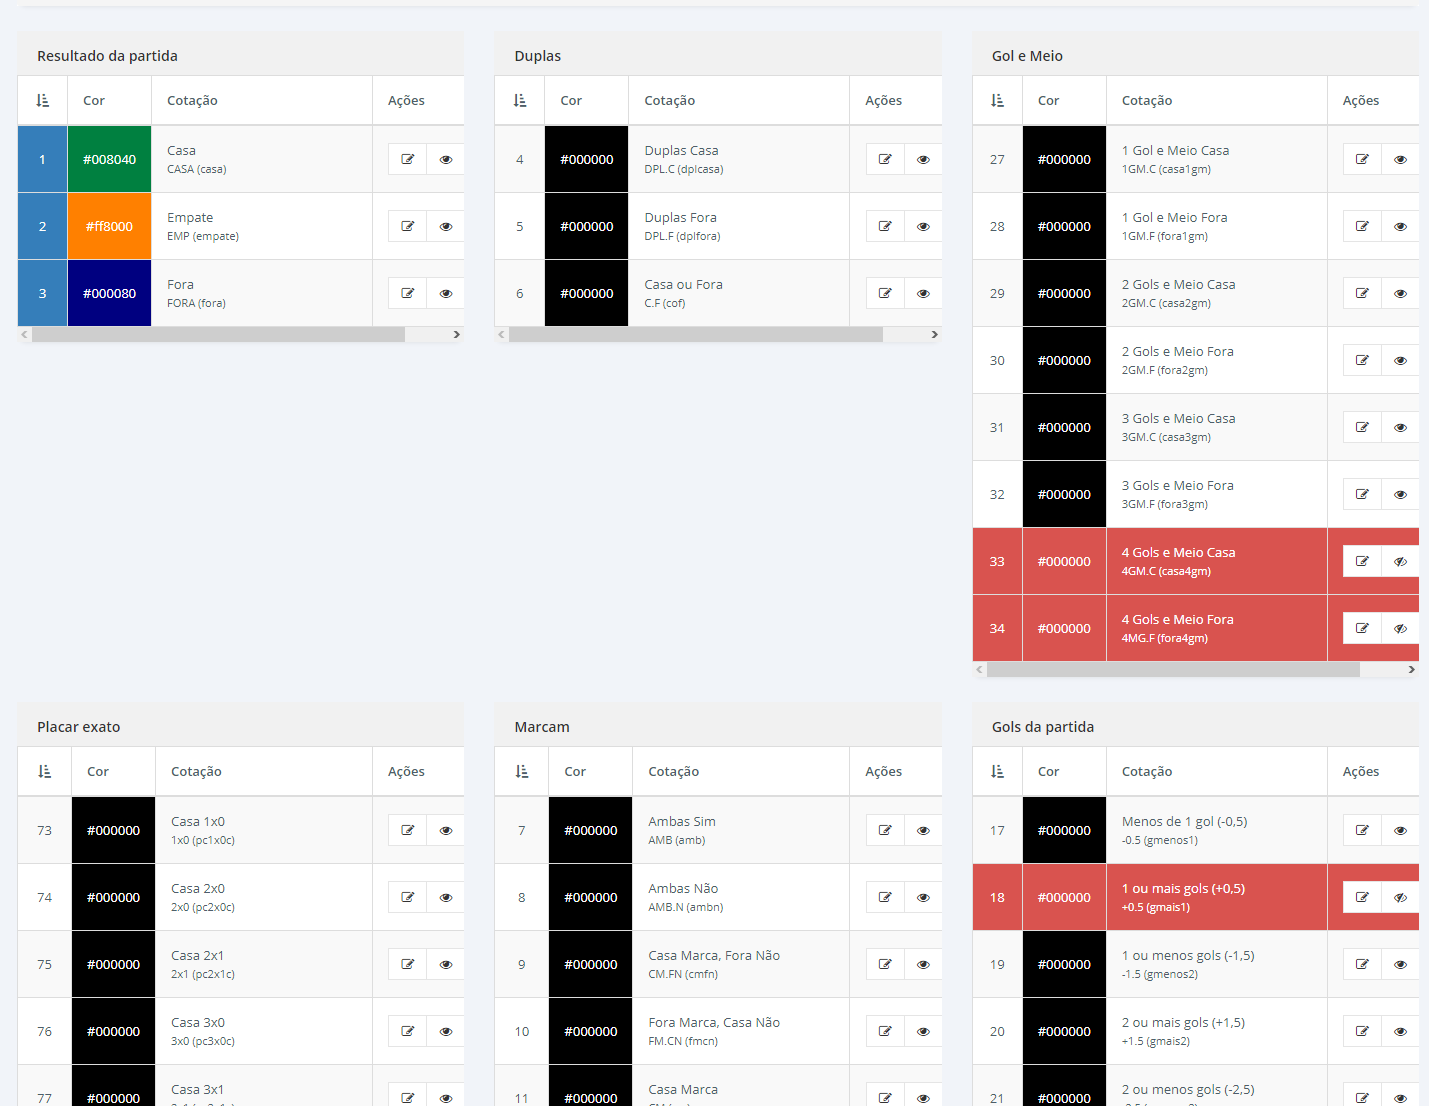 Resultado da partida
Cor Cotação Ações
1 #008040 Casa
CASA (casa)
2 #ff8000 Empate
EMP (empate)
3 #000080 Fora
FORA (fora)
Duplas
Cor Cotação Ações
4 #000000 Duplas Casa
DPL.C (dplcasa)
5 #000000 Duplas Fora
DPL.F (dplfora)
6 #000000 Casa ou Fora
C.F (cof)
Gol e Meio
Cor Cotação Ações
27 #000000 1 Gol e Meio Casa
1GM.C (casa1gm)
28 #000000 1 Gol e Meio Fora
1GM.F (fora1gm)
29 #000000 2 Gols e Meio Casa
2GM.C (casa2gm)
30 #000000 2 Gols e Meio Fora
2GM.F (fora2gm)
31 #000000 3 Gols e Meio Casa
3GM.C (casa3gm)
32 #000000 3 Gols e Meio Fora
3GM.F (fora3gm)
33 #000000 4 Gols e Meio Casa
4GM.C (casa4gm)
34 #000000 4 Gols e Meio Fora
4MG.F (fora4gm)
Placar exato
Cor Cotação Ações
73 #000000 Casa 1x0
1x0 (pc1x0c)
74 #000000 Casa 2x0
2x0 (pc2x0c)
75 #000000 Casa 2x1
2x1 (pc2x1c)
76 #000000 Casa 3x0
3x0 (pc3x0c)
77 #000000 Casa 3x1
Marcam
Cor Cotação Ações
7 #000000 Ambas Sim
AMB (amb)
8 #000000 Ambas Não
AMB.N (ambn)
9 #000000 Casa Marca, Fora Não
CM.FN (cmfn)
10 #000000 Fora Marca, Casa Não
FM.CN (fmcn)
11 #000000 Casa Marca
Gols da partida
Cor Cotação Ações
17 #000000 Menos de 1 gol (-0,5)
-0.5 (gmenos1)
18 #000000 1 ou mais gols (+0,5)
+0.5 (gmais1)
19 #000000 1 ou menos gols (-1,5)
-1.5 (gmenos2)
20 #000000 2 ou mais gols (+1,5)
+1.5 (gmais2)
21 #000000 2 ou menos gols (-2,5)